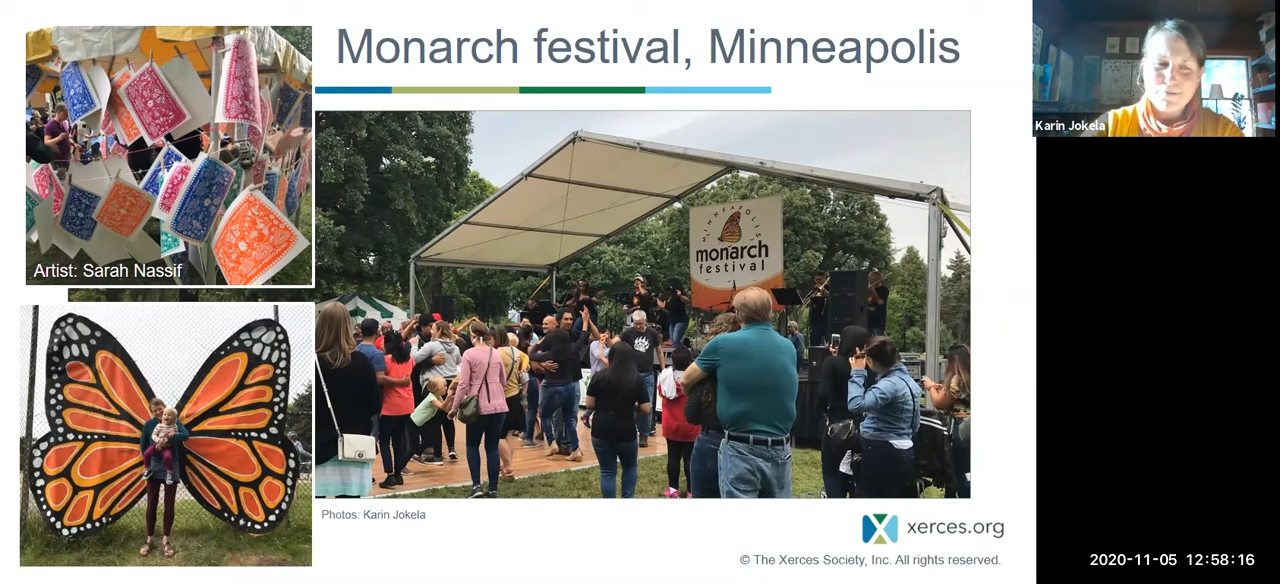 Monarch festival, Minneapolis
Karin Jokela
Artist: Sarah Nassif
MINNEAPOLIS
monarch
festival
Photos: Karin Jokela
xerces.org
© The Xerces Society, Inc. All rights reserved.
2020-11-05 12:58:16